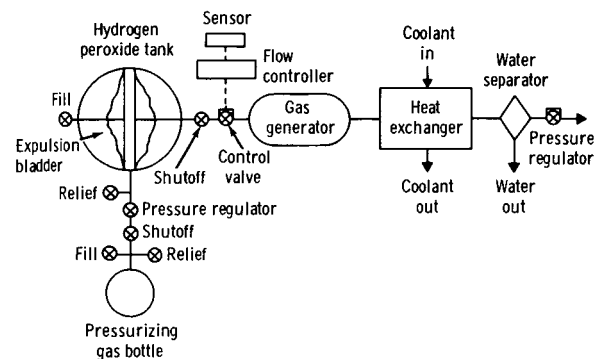 Sensor
Hydrogen
peroxide tank
Flow
controller
Coolant
in
Water
separator
Fill
Gas
generator
Heat
exchanger
Expulsion
bladder
Shutoff
Control
valve
Pressure
regulator
Coolant
out
Water
out
Relief
Pressure regulator
Shutoff
Fill
Relief
Pressurizing
gas bottle